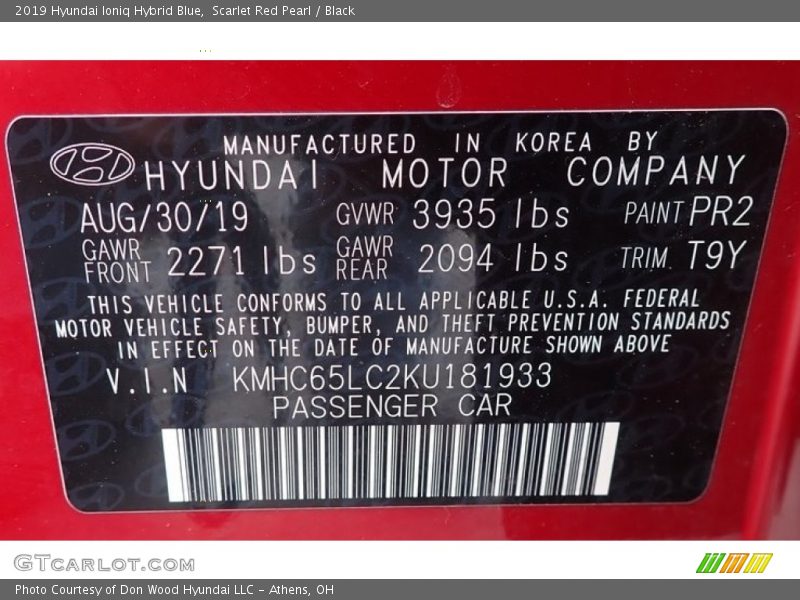 2019 Hyundai Ioniq Hybrid Blue,  Scarlet Red Pearl / Black
MANUFACTURED IN KOREA BY
HYUNDAI MOTOR COMPANY
AUG/30/19 GVWR 3935 lbs PAINT PR2
GAWR FRONT 2271 lbs GAWR REAR 2094 lbs TRIM T9Y
THIS VEHICLE CONFORMS TO ALL APPLICABLE U.S.A. FEDERAL
MOTOR VEHICLE SAFETY, BUMPER, AND THEFT PREVENTION STANDARDS
IN EFFECT ON THE DATE OF MANUFACTURE SHOWN ABOVE
V.I.N KMHC65LC2KU181933
PASSENGER CAR
GTCARLOT.COM
Photo Courtesy of Don Wood Hyundai LLC - Athens, OH